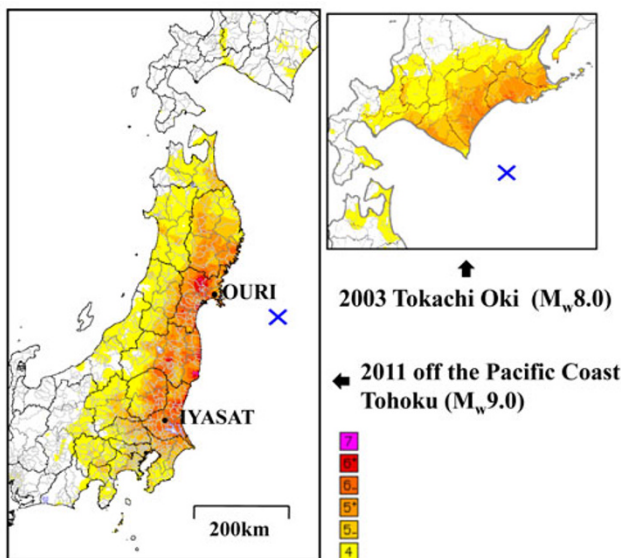 OURI
IYASAT
200km
2003 Tokachi Oki (Mw8.0)
2011 off the Pacific Coast
Tohoku (Mw9.0)
7
6+
6-
5+
5-
4